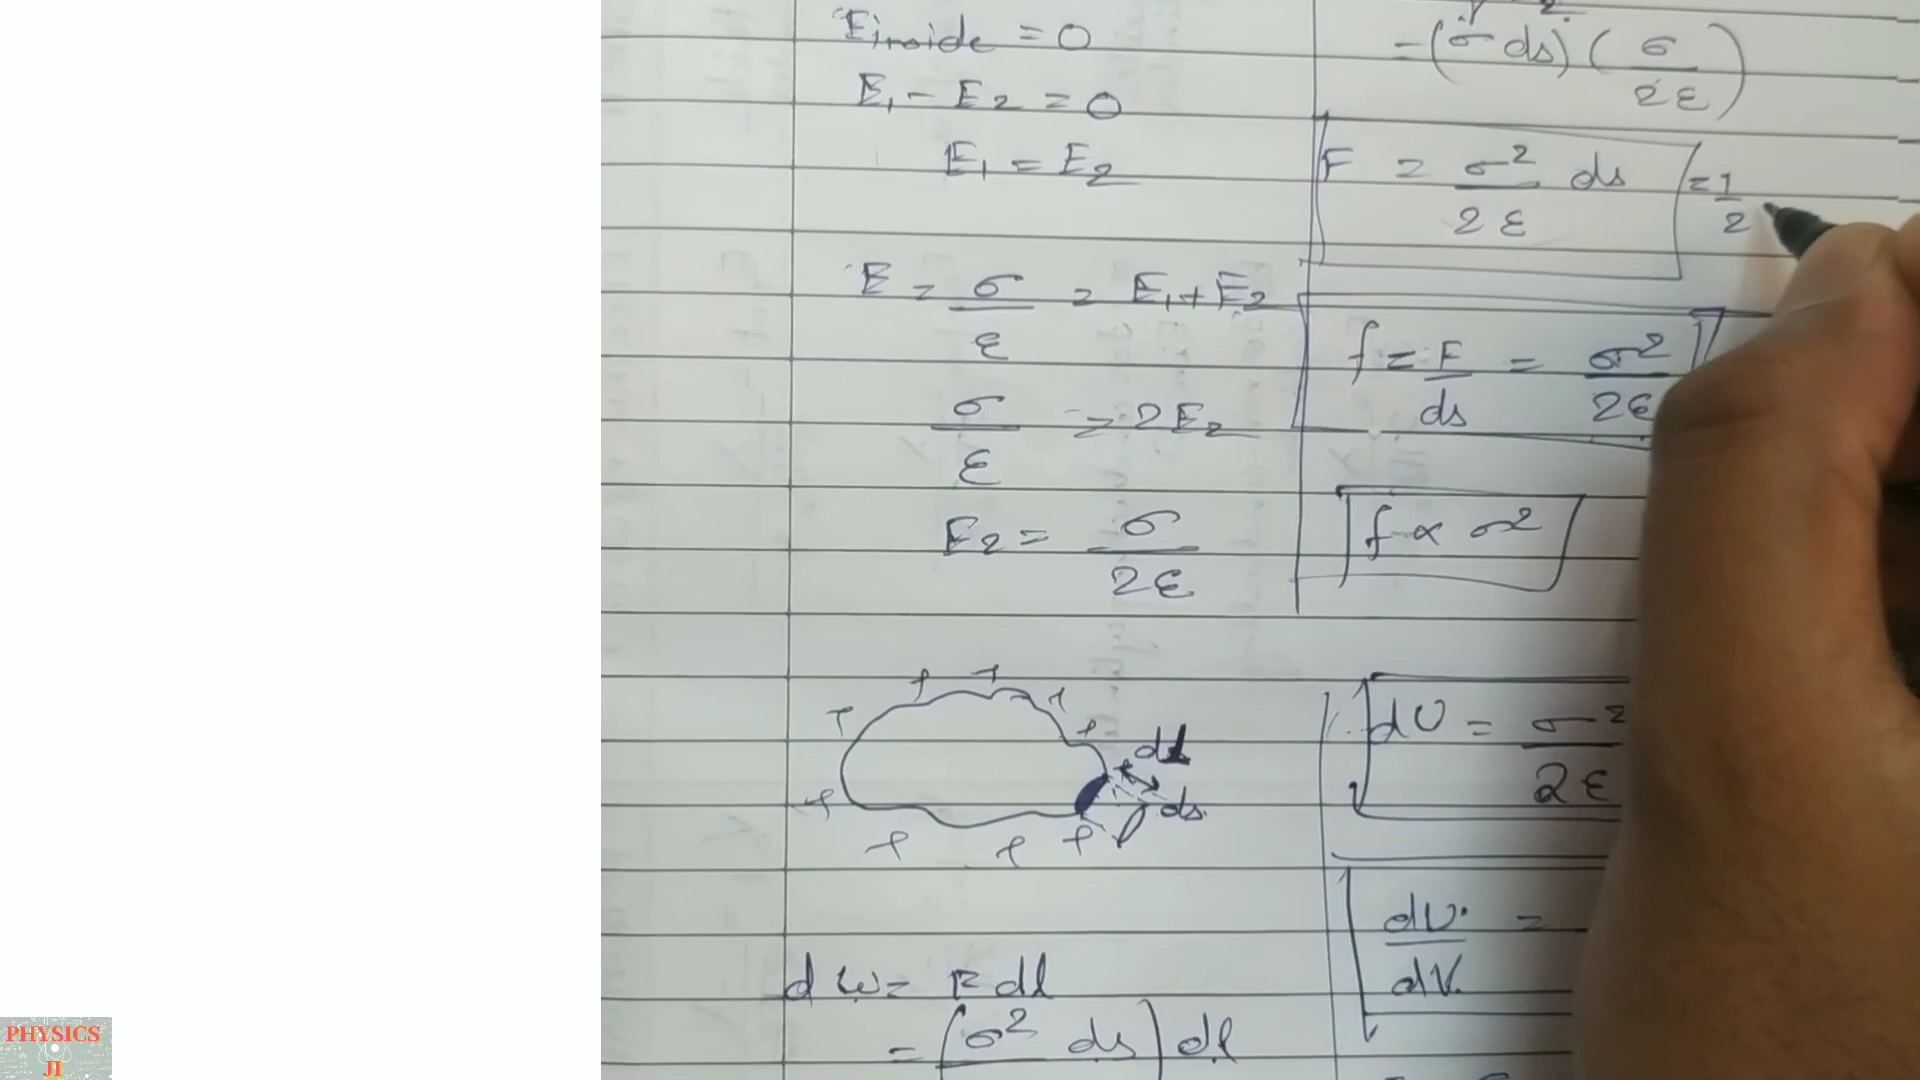 Einside = 0
E₁ - E₂ = 0
E₁ = E₂
E = σ/ε = E₁ + E₂
σ/ε = 2E₂
E₂ = σ/2ε
+ + + + + + + + + +
dl
ds
dW = F dl
= (σ² ds) dl
= (σ ds) (σ/2ε)
F = σ²/2ε ds = 1/2
f = F/ds = σ²/2ε
f ∝ σ²
dU = σ²/2ε
dU/dV =
PHYSICS
JI